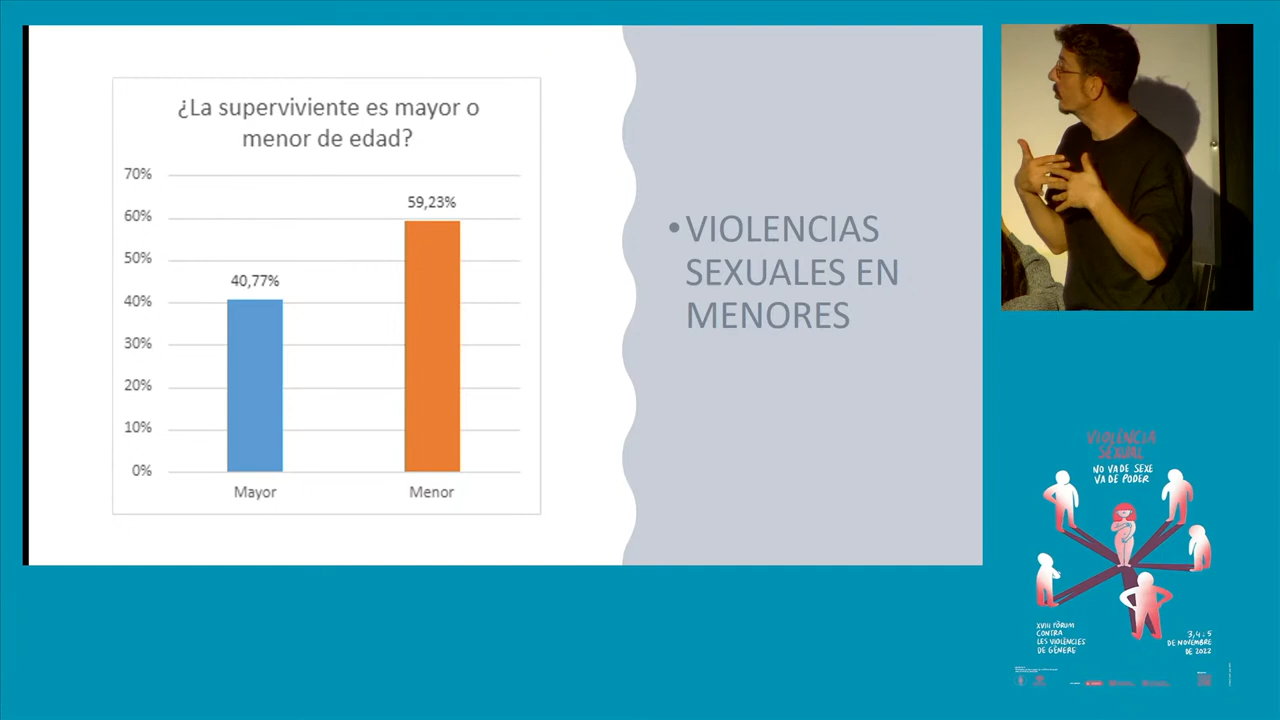 ¿La superviviente es mayor o
menor de edad?
70%
60%
50%
40%
30%
20%
10%
0%
40,77%
59,23%
Mayor
Menor
•VIOLENCIAS
SEXUALES EN
MENORES
VIOLÈNCIA
SEXUAL
NO VA DE SEXE
VA DE PODER
XVIII FÒRUM
CONTRA
LES VIOLÈNCIES
DE GÈNERE
3, 4 i 5
DE NOVEMBRE
DE 2022